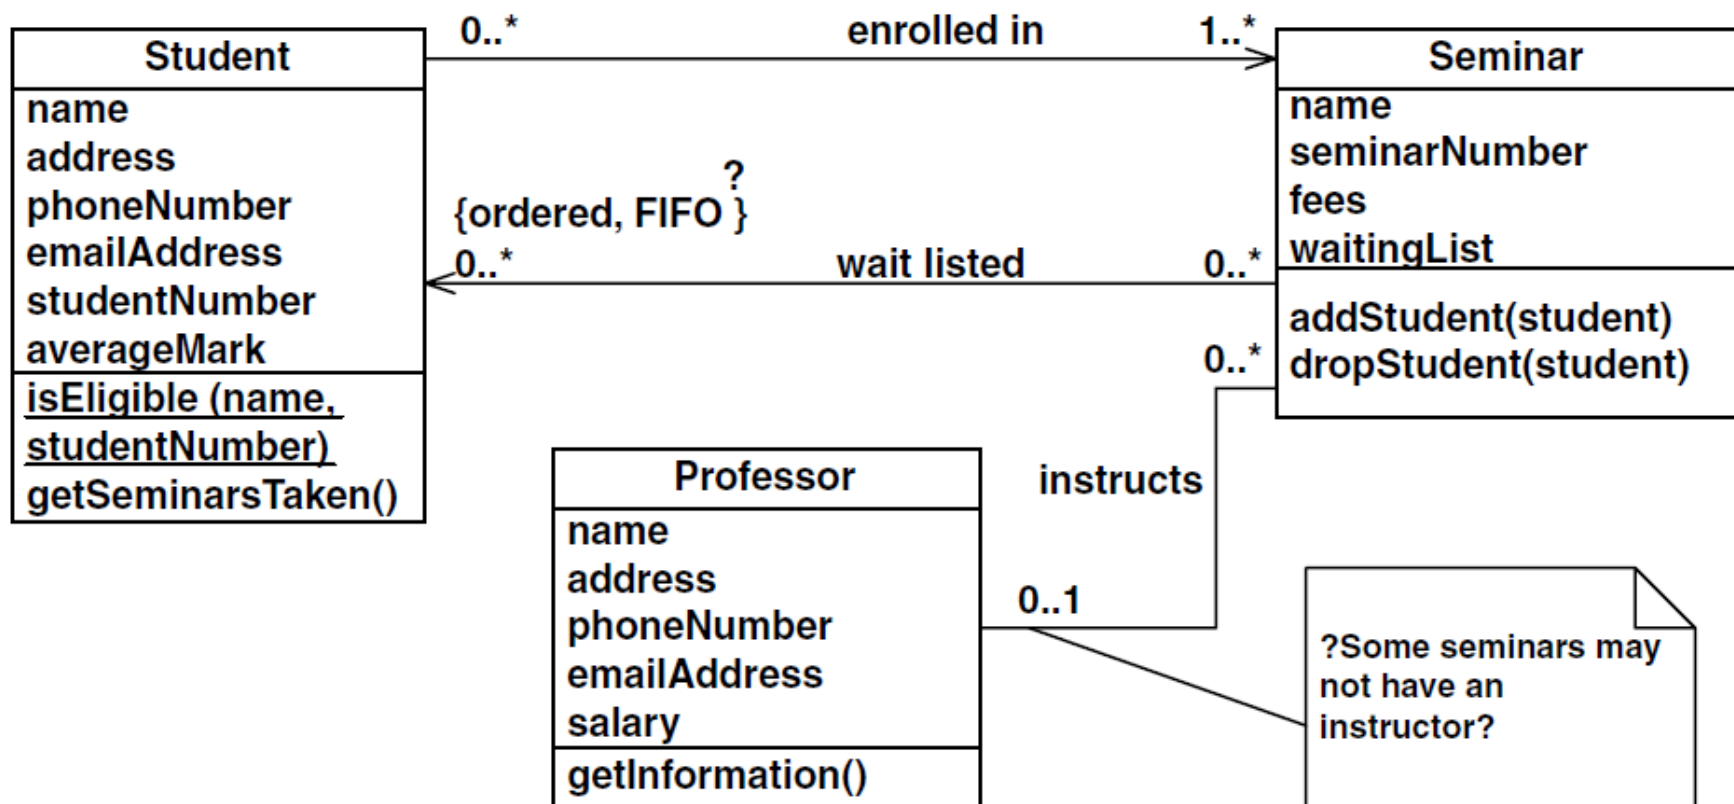 0..* enrolled in 1..*
Student
name
address
phoneNumber
emailAddress
studentNumber
averageMark
isEligible (name,
studentNumber)
getSeminarsTaken()
?
{ordered, FIFO }
0..* wait listed 0..*
Seminar
name
seminarNumber
fees
waitingList
addStudent(student)
dropStudent(student)
0..*
instructs
0..1
Professor
name
address
phoneNumber
emailAddress
salary
getInformation()
?Some seminars may
not have an
instructor?